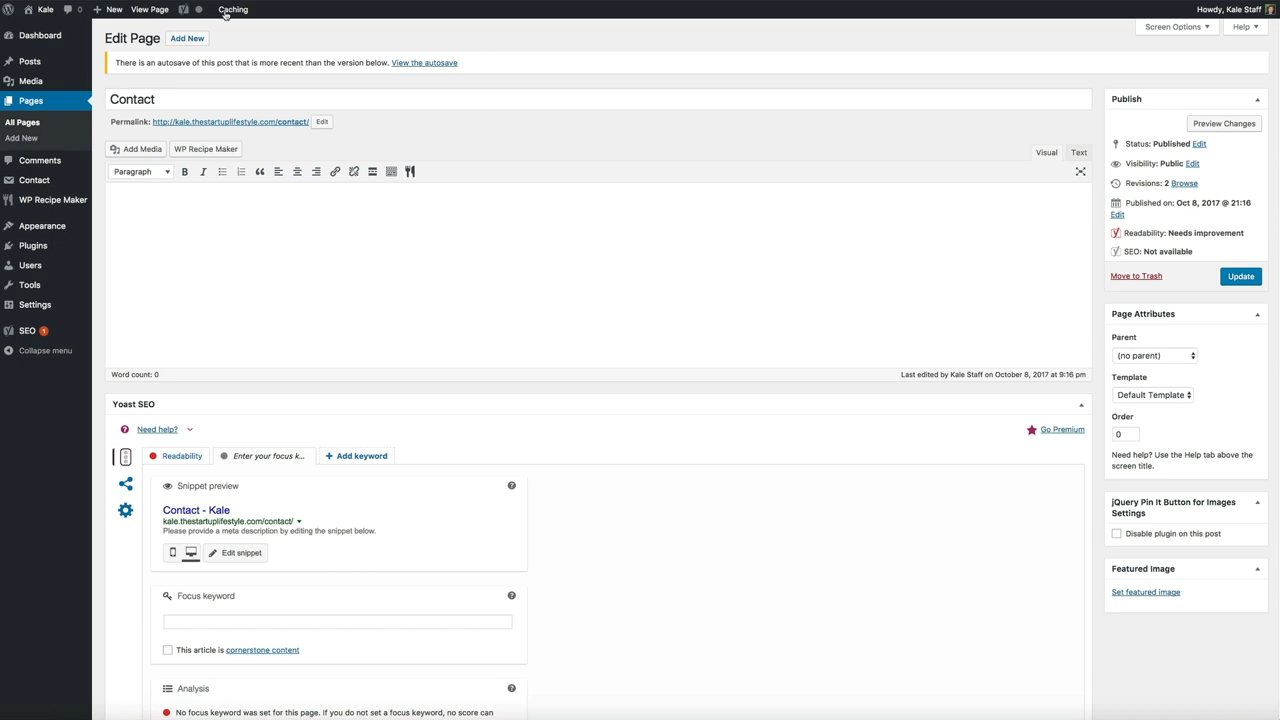 Kale 0 New View Page Caching Howdy, Kale Staff
Screen Options Help
Dashboard
Posts
Media
Pages
All Pages
Add New
Comments
Contact
WP Recipe Maker
Appearance
Plugins
Users
Tools
Settings
SEO 1
Collapse menu
Edit Page Add New
There is an autosave of this post that is more recent than the version below. View the autosave
Contact
Permalink: http://kale.thestartuplifestyle.com/contact/ Edit
Add Media WP Recipe Maker
Visual Text
Paragraph
Word count: 0 Last edited by Kale Staff on October 8, 2017 at 9:16 pm
Yoast SEO
Need help? Go Premium
Readability Enter your focus k... Add keyword
Snippet preview
Contact - Kale
kale.thestartuplifestyle.com/contact/
Please provide a meta description by editing the snippet below.
Edit snippet
Focus keyword
This article is cornerstone content
Analysis
No focus keyword was set for this page. If you do not set a focus keyword, no score can
Publish
Preview Changes
Status: Published Edit
Visibility: Public Edit
Revisions: 2 Browse
Published on: Oct 8, 2017 @ 21:16
Edit
Readability: Needs improvement
SEO: Not available
Move to Trash Update
Page Attributes
Parent
(no parent)
Template
Default Template
Order
0
Need help? Use the Help tab above the
screen title.
jQuery Pin It Button for Images
Settings
Disable plugin on this post
Featured Image
Set featured image